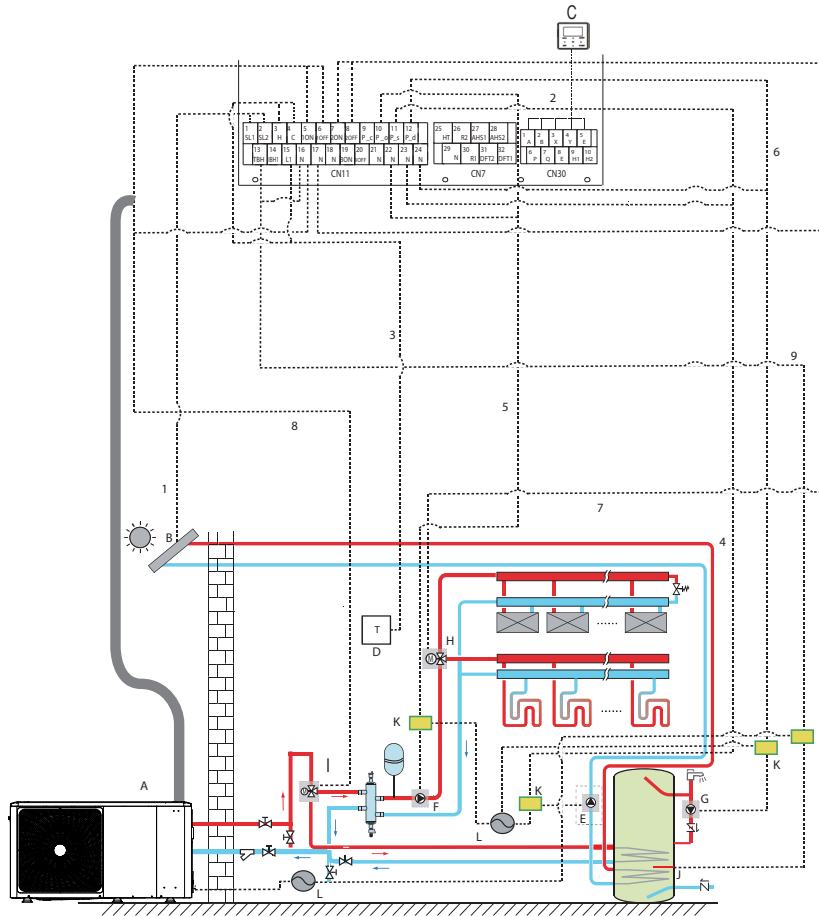 C
2
1 2 3 4 5 6 7 8 9 10 11 12
SL1 SL2 H C 1ON 1OFF 2ON 2OFF P_c P_o P_s P_d
13 14 15 16 17 18 19 20 21 22 23 24
TBH IBH1 L1 N N N 3ON 3OFF N N N N
CN11
25 26 27 28
HT R2 AHS1 AHS2
29 30 31 32
N R1 DFT2 DFT1
CN7
1 2 3 4 5
A B X Y E
6 7 8 9 10
P Q E H1 H2
CN30
6
3
9
5
8
1
7
4
B
T
D
H
M
K
I
A
M
F
K
E
G
K
L
J
L